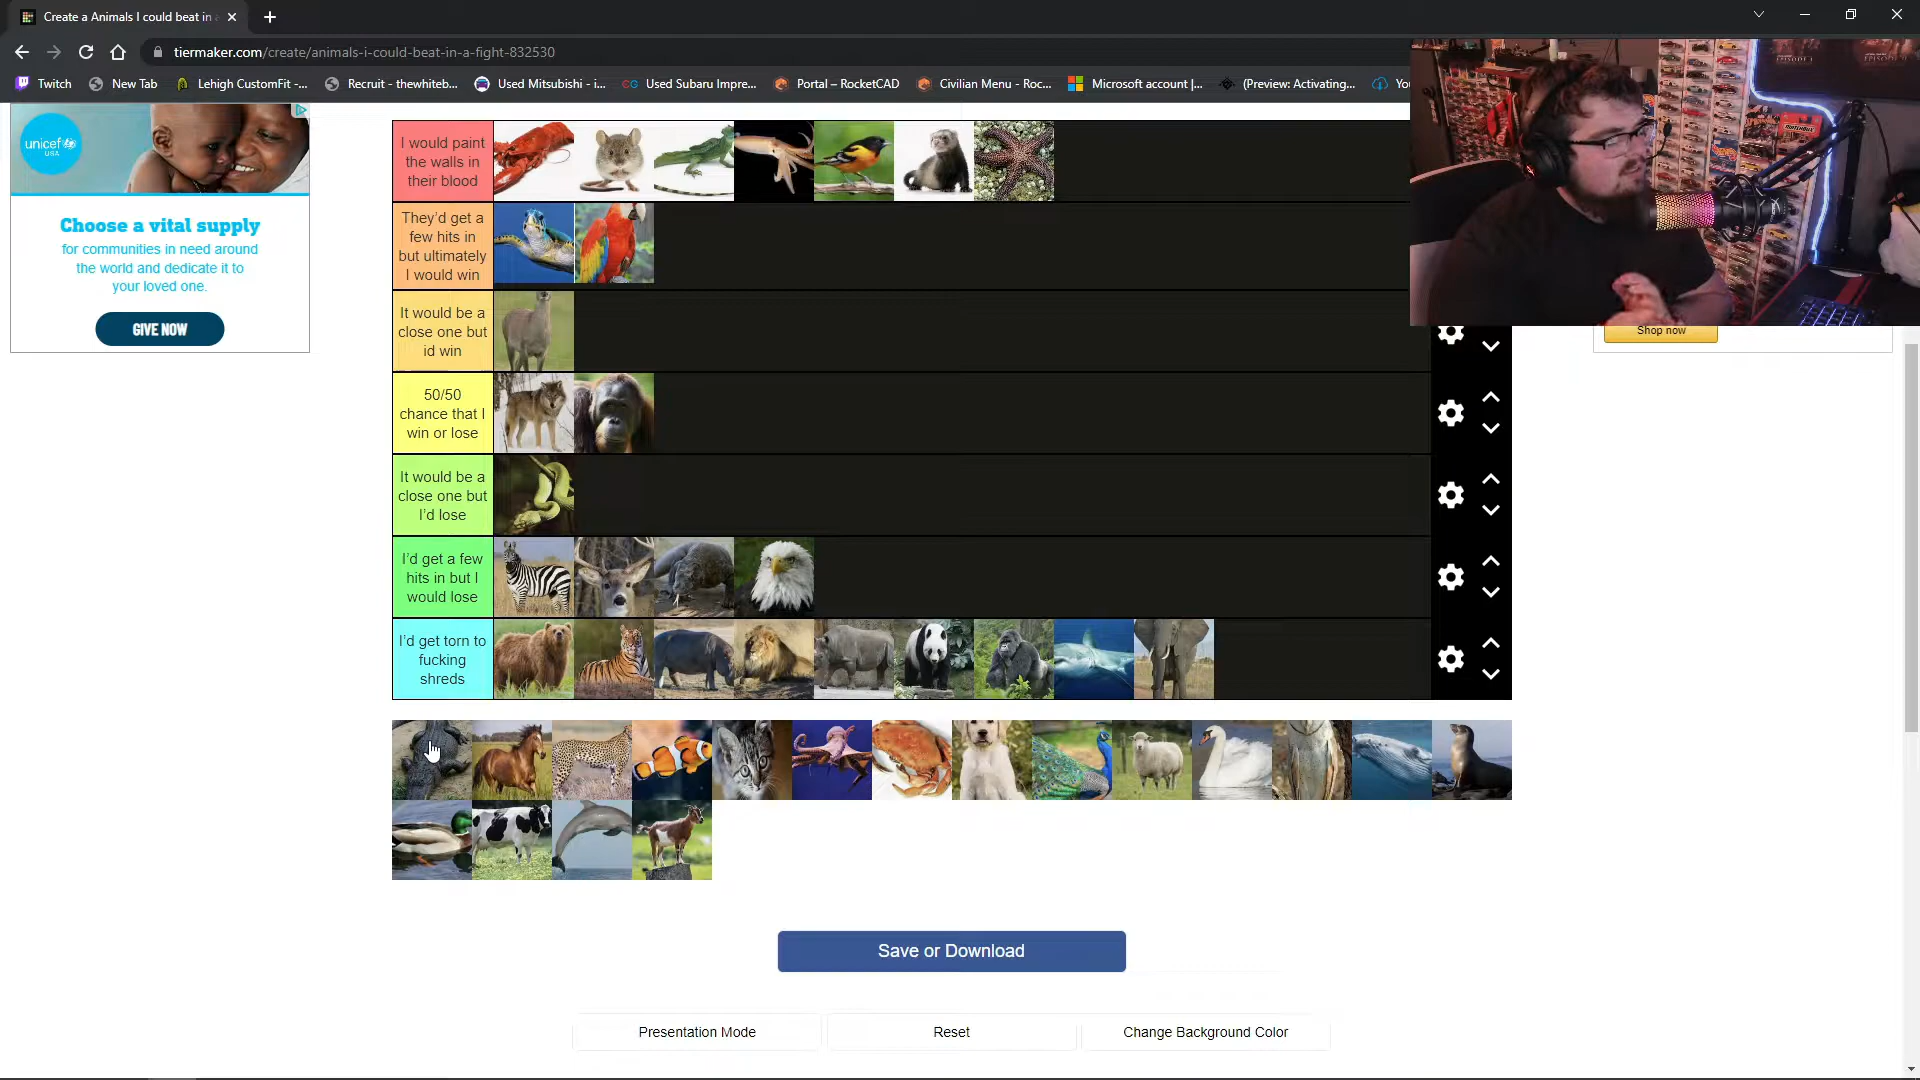 Create a Animals I could beat in
tiermaker.com/create/animals-i-could-beat-in-a-fight-832530
Twitch
New Tab
Lehigh CustomFit -...
Recruit - thewhiteb...
Used Mitsubishi - i...
Used Subaru Impre...
Portal – RocketCAD
Civilian Menu - Roc...
Microsoft account |...
(Preview: Activating...
You
unicef
USA
Choose a vital supply
for communities in need around
the world and dedicate it to
your loved one.
GIVE NOW
I would paint
the walls in
their blood
They'd get a
few hits in
but ultimately
I would win
It would be a
close one but
id win
50/50
chance that I
win or lose
It would be a
close one but
I'd lose
I'd get a few
hits in but I
would lose
I'd get torn to
fucking
shreds
Shop now
Save or Download
Presentation Mode
Reset
Change Background Color